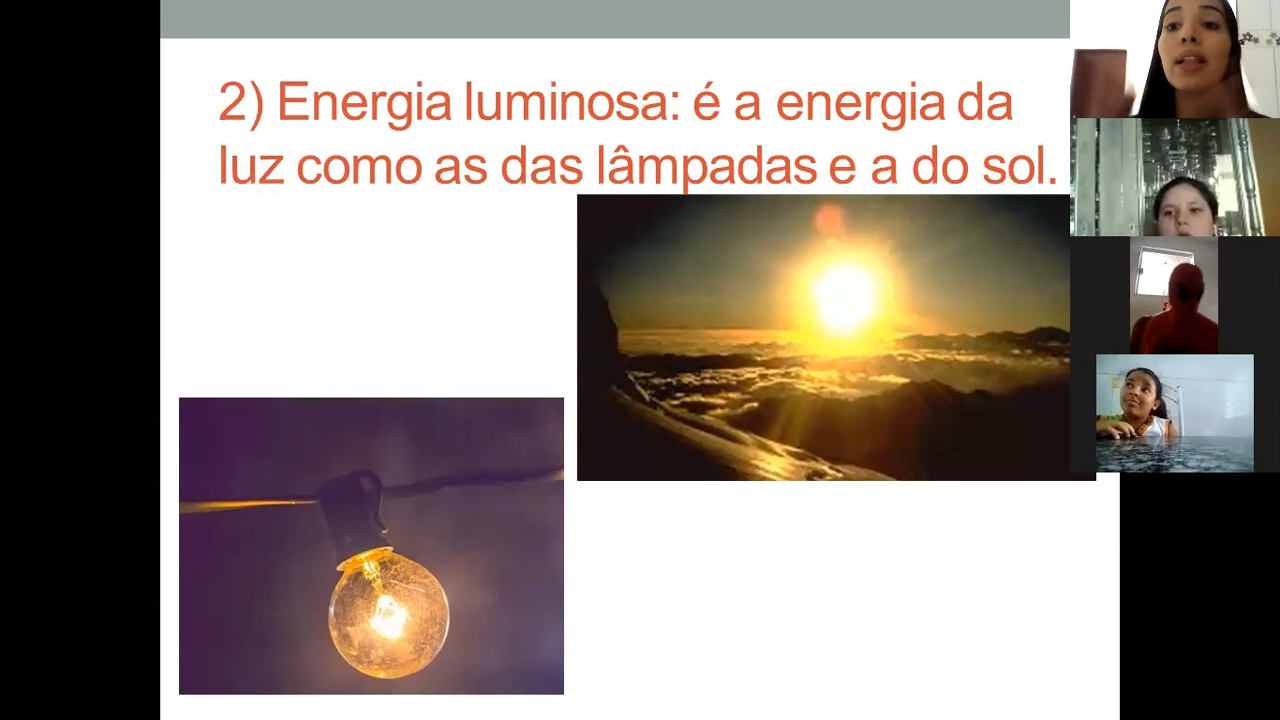 2) Energia luminosa: é a energia da
luz como as das lâmpadas e a do sol.